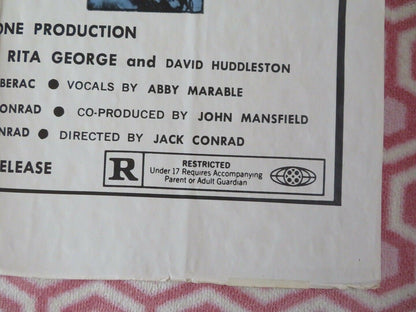 ONE PRODUCTION
RITA GEORGE and DAVID HUDDLESTON
BERAC ● VOCALS BY ABBY MARABLE
ONRAD ● CO-PRODUCED BY JOHN MANSFIELD
NRAD ● DIRECTED BY JACK CONRAD
ELEASE
R RESTRICTED
Under 17 Requires Accompanying
Parent or Adult Guardian